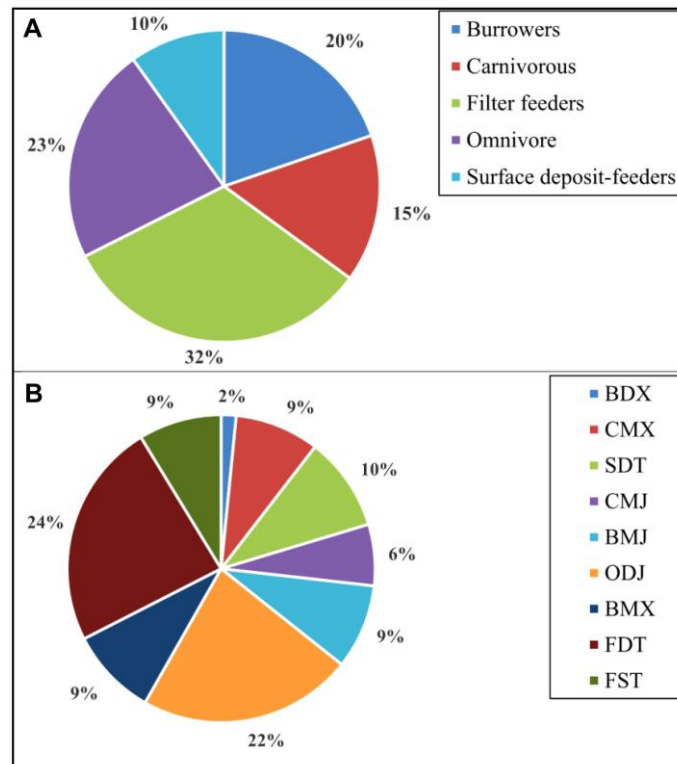 A
10%
20%
23%
15%
32%
Burrowers
Carnivorous
Filter feeders
Omnivore
Surface deposit-feeders
B
9%
2%
9%
10%
24%
6%
9%
9%
22%
BDX
CMX
SDT
CMJ
BMJ
ODJ
BMX
FDT
FST